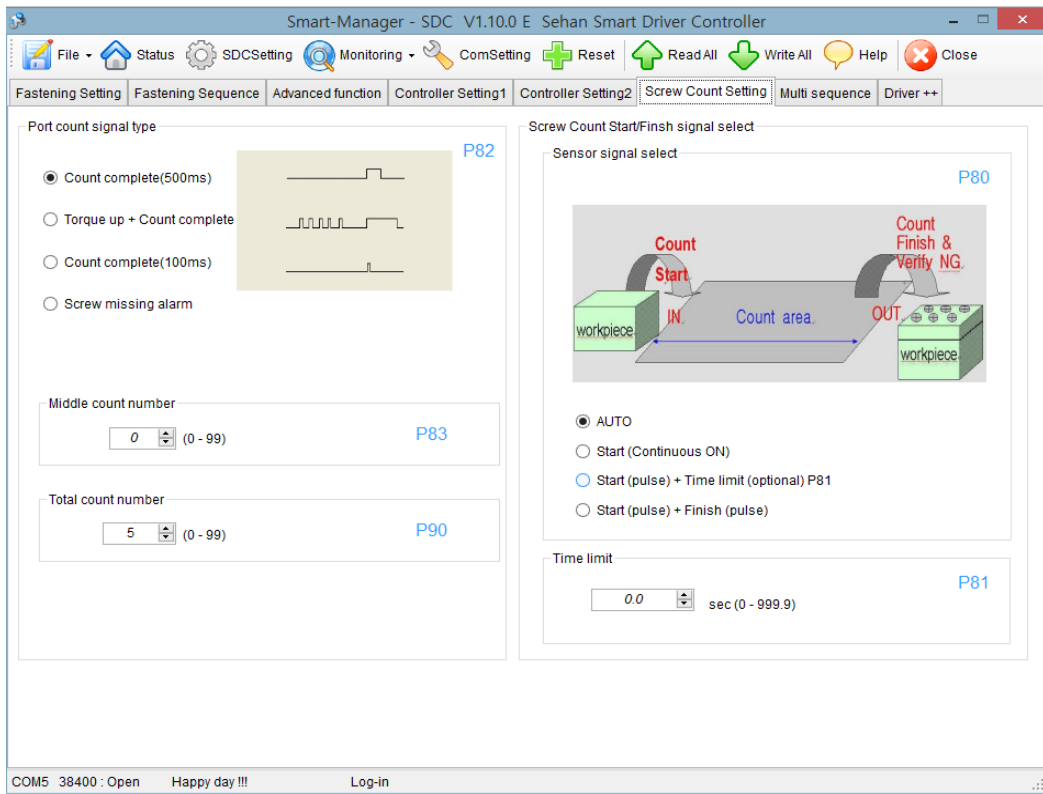 Smart-Manager - SDC V1.10.0 E Sehan Smart Driver Controller
File Status SDCSetting Monitoring ComSetting Reset Read All Write All Help Close
Fastening Setting Fastening Sequence Advanced function Controller Setting1 Controller Setting2 Screw Count Setting Multi sequence Driver ++
Port count signal type
P82
Count complete(500ms)
Torque up + Count complete
Count complete(100ms)
Screw missing alarm
Middle count number
0 (0 - 99)
P83
Total count number
5 (0 - 99)
P90
Screw Count Start/Finsh signal select
Sensor signal select
P80
Count
Start
IN.
workpiece.
Count area.
Count
Finish &
Verify NG.
OUT.
workpiece.
AUTO
Start (Continuous ON)
Start (pulse) + Time limit (optional) P81
Start (pulse) + Finish (pulse)
Time limit
P81
0.0 sec (0 - 999.9)
COM5 38400 : Open Happy day !!! Log-in